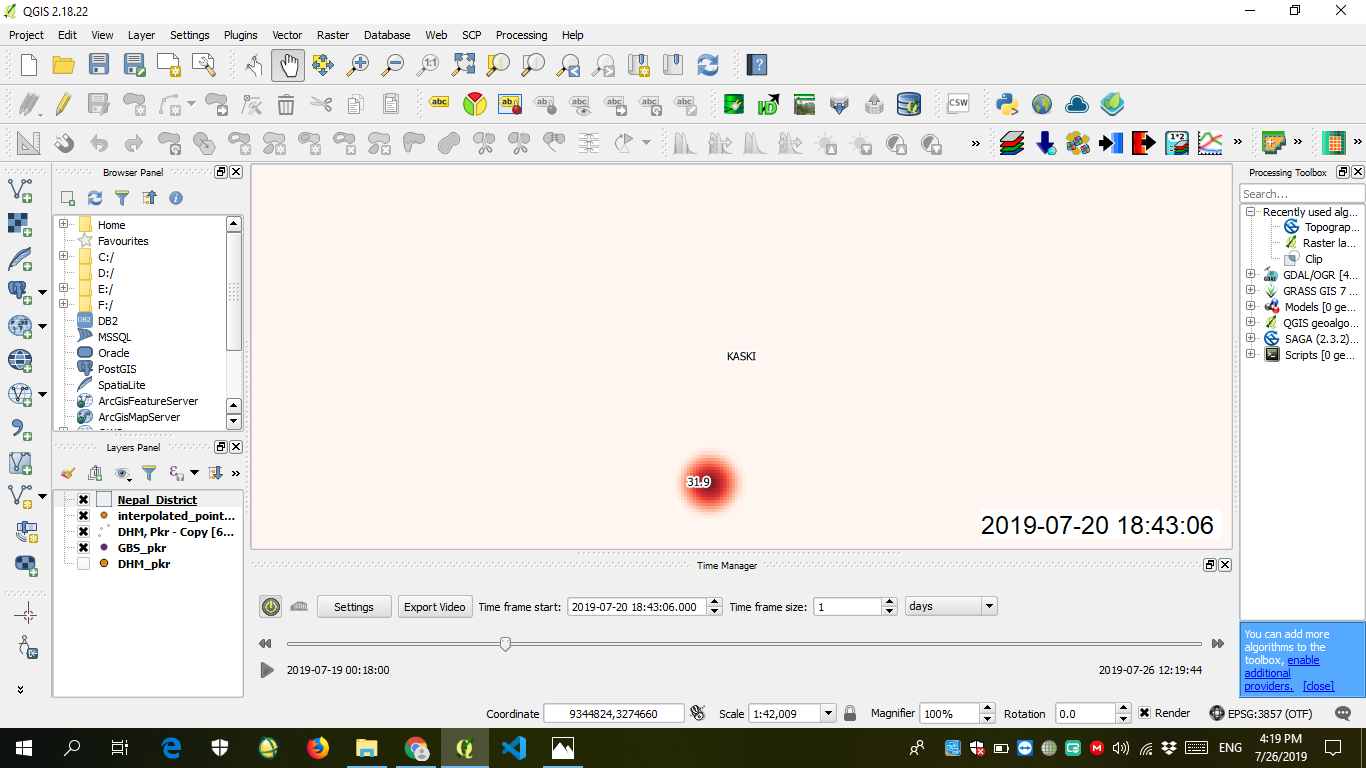 QGIS 2.18.22
Project Edit View Layer Settings Plugins Vector Raster Database Web SCP Processing Help
Browser Panel
Home
Favourites
C:/
D:/
E:/
F:/
DB2
MSSQL
Oracle
PostGIS
SpatiaLite
ArcGisFeatureServer
ArcGisMapServer
Layers Panel
Nepal_District
interpolated_point...
DHM, Pkr - Copy [6...
GBS_pkr
DHM_pkr
KASKI
31.9
2019-07-20 18:43:06
Time Manager
Settings Export Video Time frame start: 2019-07-20 18:43:06.000 Time frame size: 1 days
2019-07-19 00:18:00 2019-07-26 12:19:44
Processing Toolbox
Search...
Recently used alg...
Topograp...
Raster la...
Clip
GDAL/OGR [4...
GRASS GIS 7 ...
Models [0 ge...
QGIS geoalgo...
SAGA (2.3.2)...
Scripts [0 ge...
You can add more
algorithms to the
toolbox, enable
additional
providers. [close]
Coordinate 9344824,3274660 Scale 1:42,009 Magnifier 100% Rotation 0.0 Render EPSG:3857 (OTF)
ENG
4:19 PM
7/26/2019